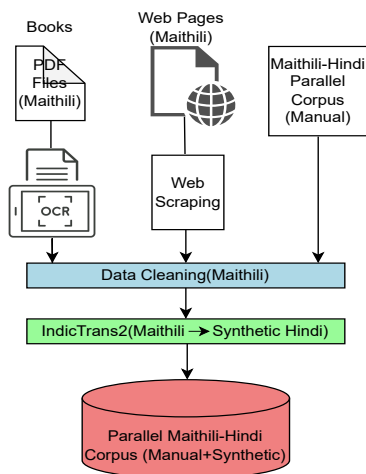 Books
PDF
Files
(Maithili)
Web Pages
(Maithili)
Maithili-Hindi
Parallel
Corpus
(Manual)
OCR
Web
Scraping
Data Cleaning(Maithili)
IndicTrans2(Maithili → Synthetic Hindi)
Parallel Maithili-Hindi
Corpus (Manual+Synthetic)